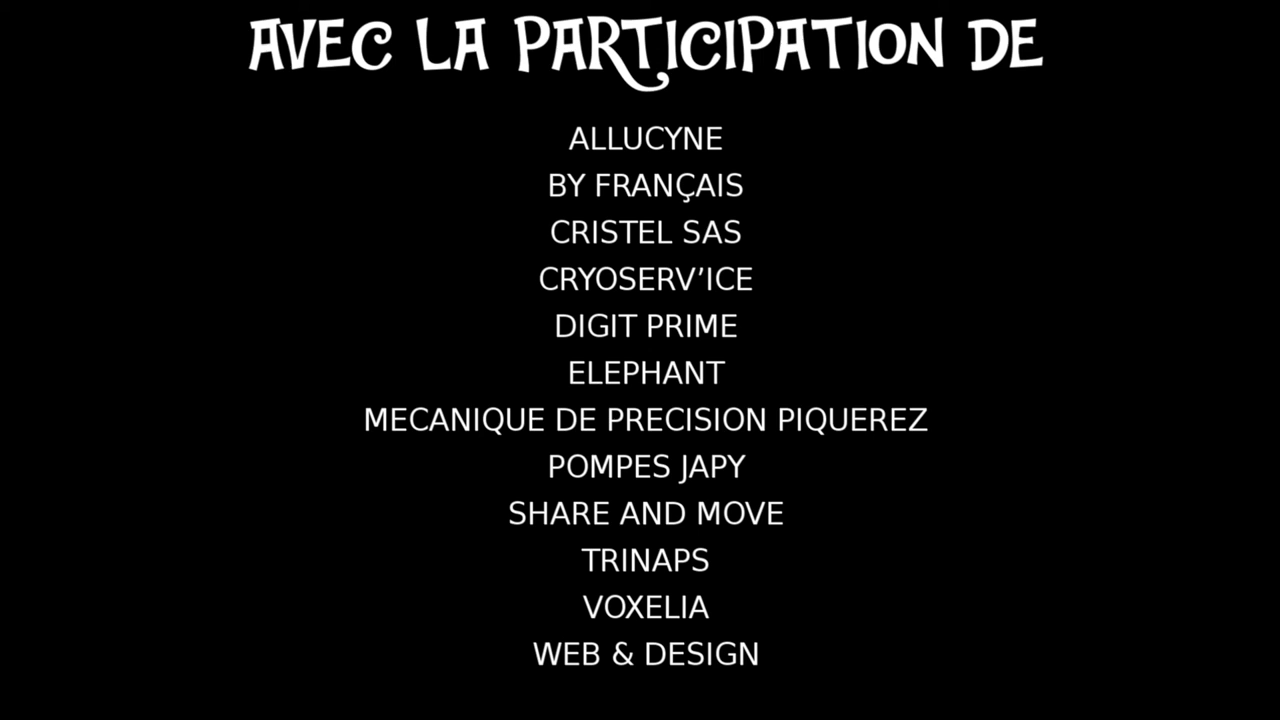 AVEC LA PARTICIPATION DE
ALLUCYNE
BY FRANÇAIS
CRISTEL SAS
CRYOSERV’ICE
DIGIT PRIME
ELEPHANT
MECANIQUE DE PRECISION PIQUEREZ
POMPES JAPY
SHARE AND MOVE
TRINAPS
VOXELIA
WEB & DESIGN